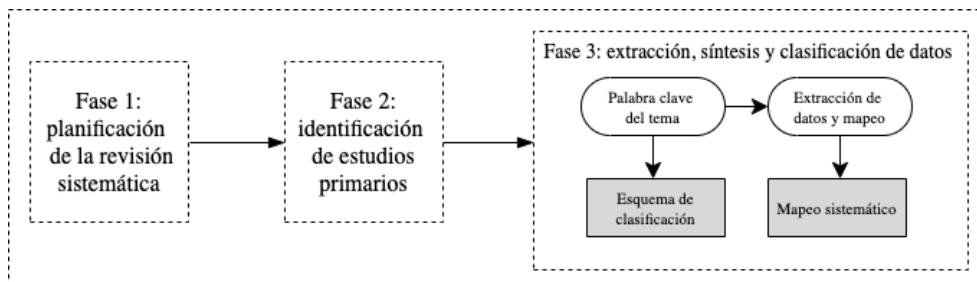 Fase 1:
planificación
de la revisión
sistemática
Fase 2:
identificación
de estudios
primarios
Fase 3: extracción, síntesis y clasificación de datos
Palabra clave
del tema
Extracción de
datos y mapeo
Esquema de
clasificación
Mapeo sistemático